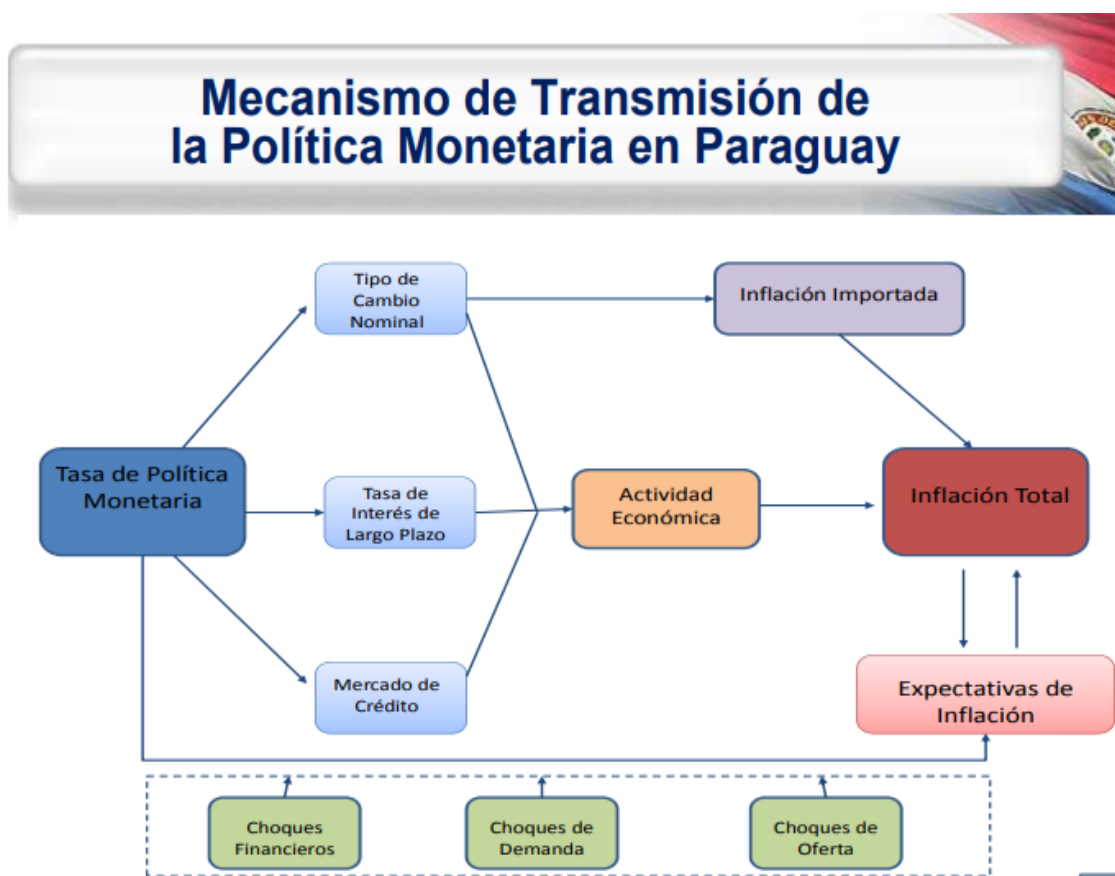 Mecanismo de Transmisión de
la Política Monetaria en Paraguay
Tipo de
Cambio
Nominal
Inflación Importada
Tasa de Política
Monetaria
Tasa de
Interés de
Largo Plazo
Actividad
Económica
Inflación Total
Mercado de
Crédito
Expectativas de
Inflación
Choques
Financieros
Choques de
Demanda
Choques de
Oferta